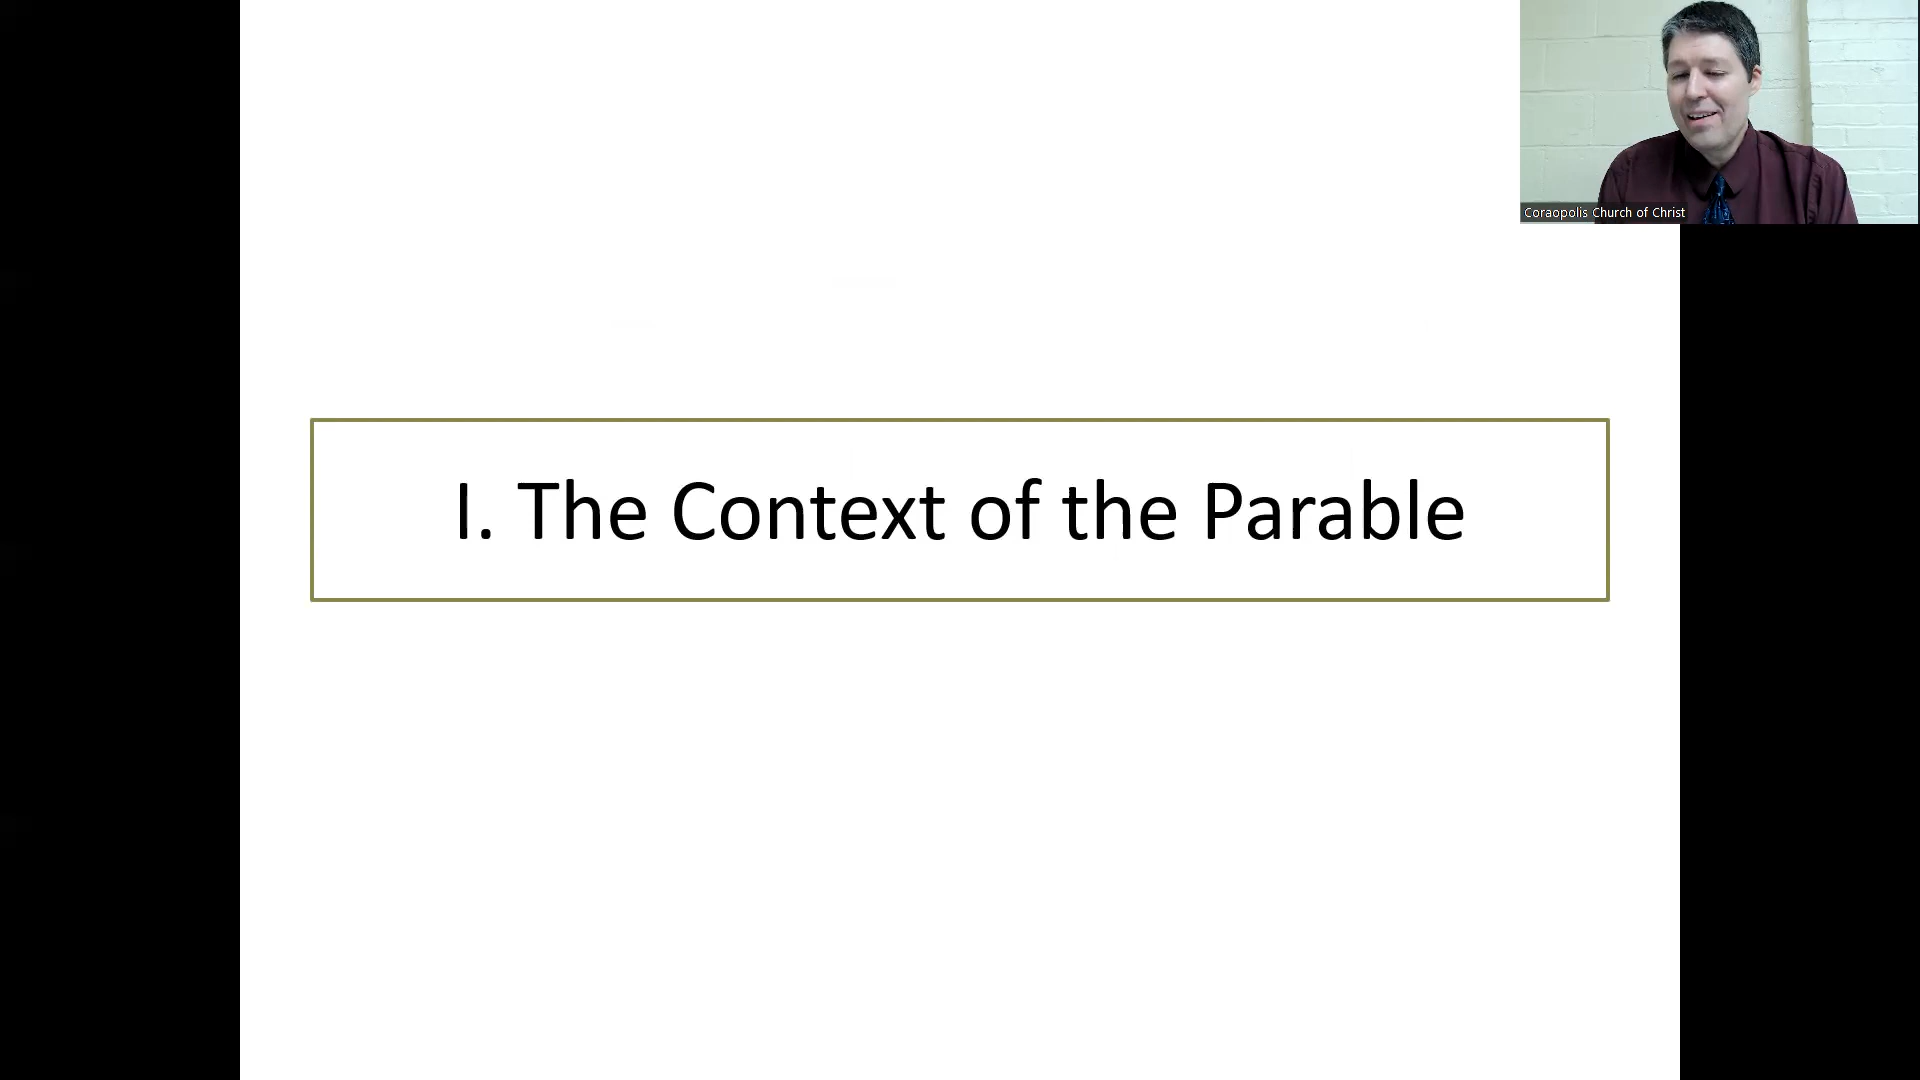 Coraopolis Church of Christ
I. The Context of the Parable